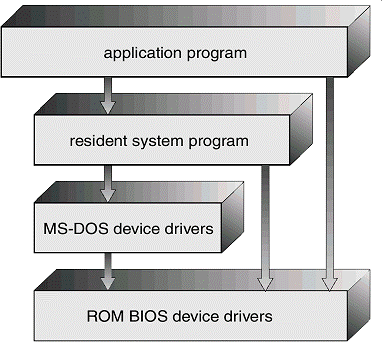 application program
resident system program
MS-DOS device drivers
ROM BIOS device drivers